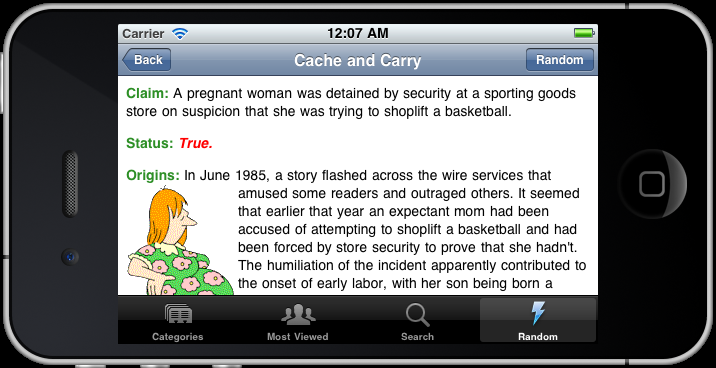 Carrier 12:07 AM
Back Cache and Carry Random
Claim: A pregnant woman was detained by security at a sporting goods
store on suspicion that she was trying to shoplift a basketball.
Status: True.
Origins: In June 1985, a story flashed across the wire services that
amused some readers and outraged others. It seemed
that earlier that year an expectant mom had been
accused of attempting to shoplift a basketball and had
been forced by store security to prove that she hadn't.
The humiliation of the incident apparently contributed to
the onset of early labor, with her son being born a
Categories Most Viewed Search Random